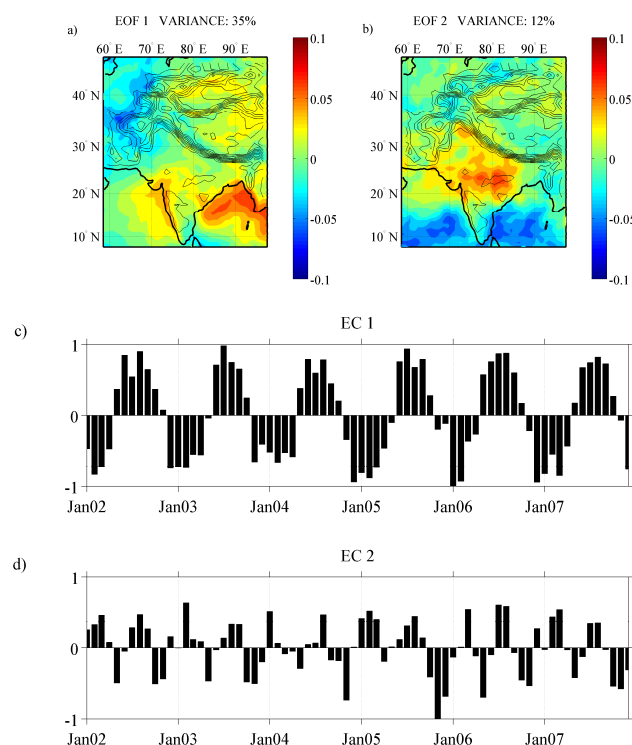 EOF 1 VARIANCE: 35%
EOF 2 VARIANCE: 12%
a)
60° E 70° E 80° E 90° E
b)
60° E 70° E 80° E 90° E
40° N
30° N
20° N
10° N
0.1
0.05
0
-0.05
-0.1
40° N
30° N
20° N
10° N
0.1
0.05
0
-0.05
-0.1
c)
EC 1
1
0
-1
Jan02 Jan03 Jan04 Jan05 Jan06 Jan07
d)
EC 2
1
0
-1
Jan02 Jan03 Jan04 Jan05 Jan06 Jan07